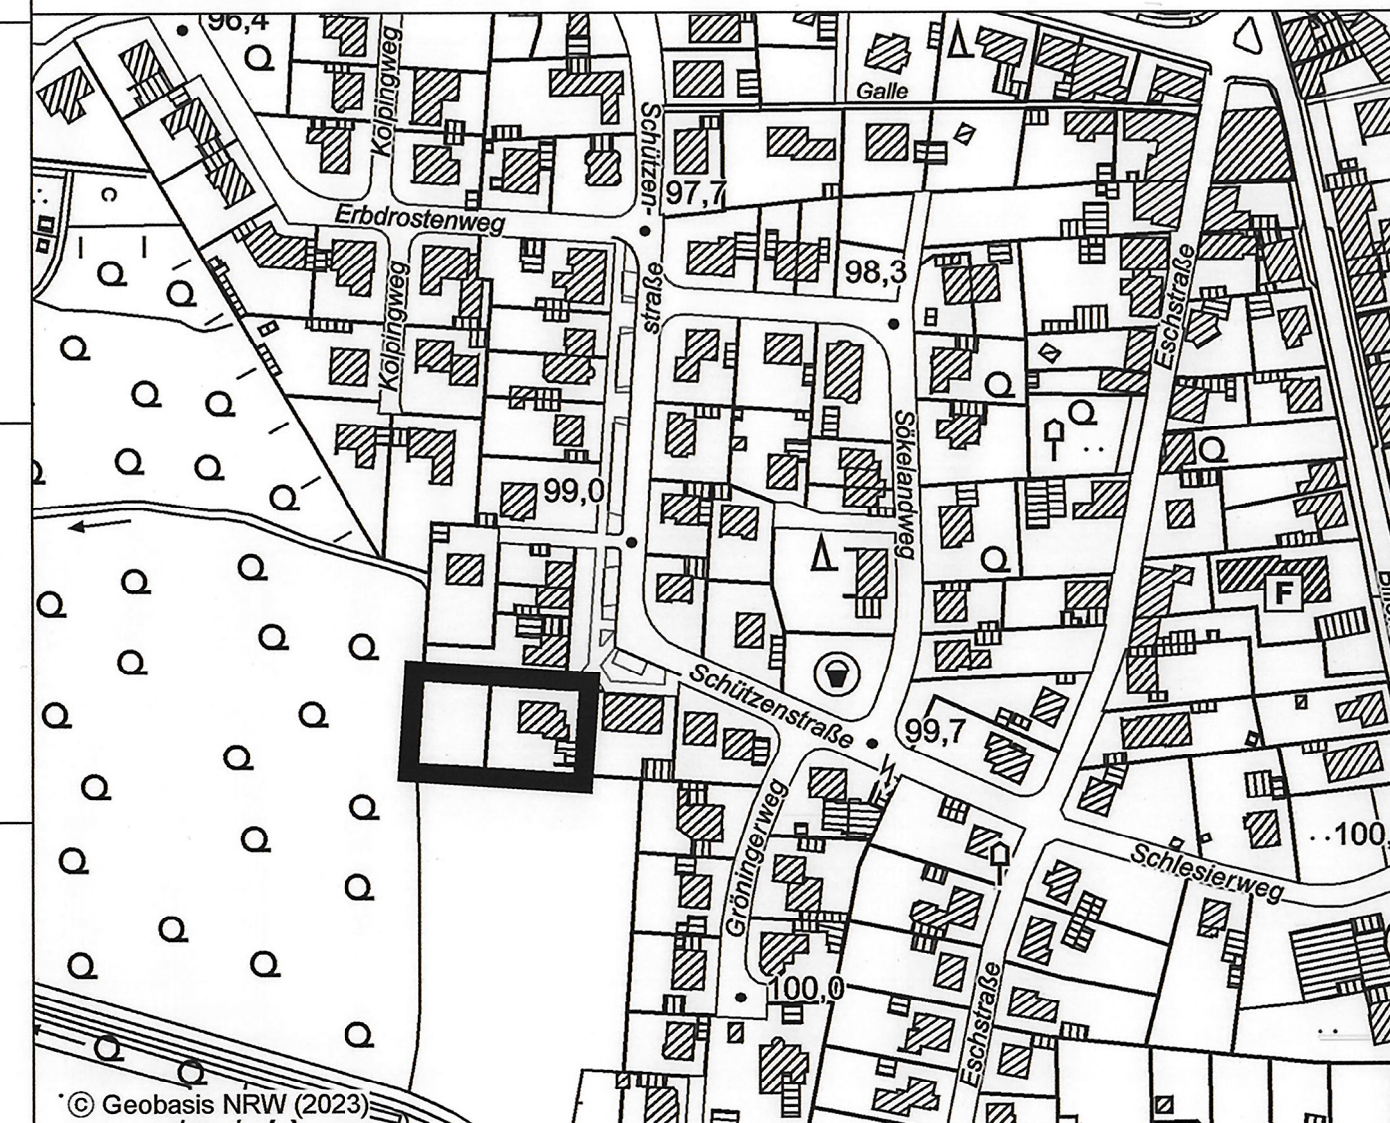 96,4
Kolpingweg
Galle
Schützen-
straße
97,7
Erbdrostenweg
98,3
Kolpingweg
Eschstraße
Sökelandweg
99,0
F
Schützenstraße
99,7
Gröningerweg
Schlesierweg
100,
100,0
Eschstraße
© Geobasis NRW (2023)